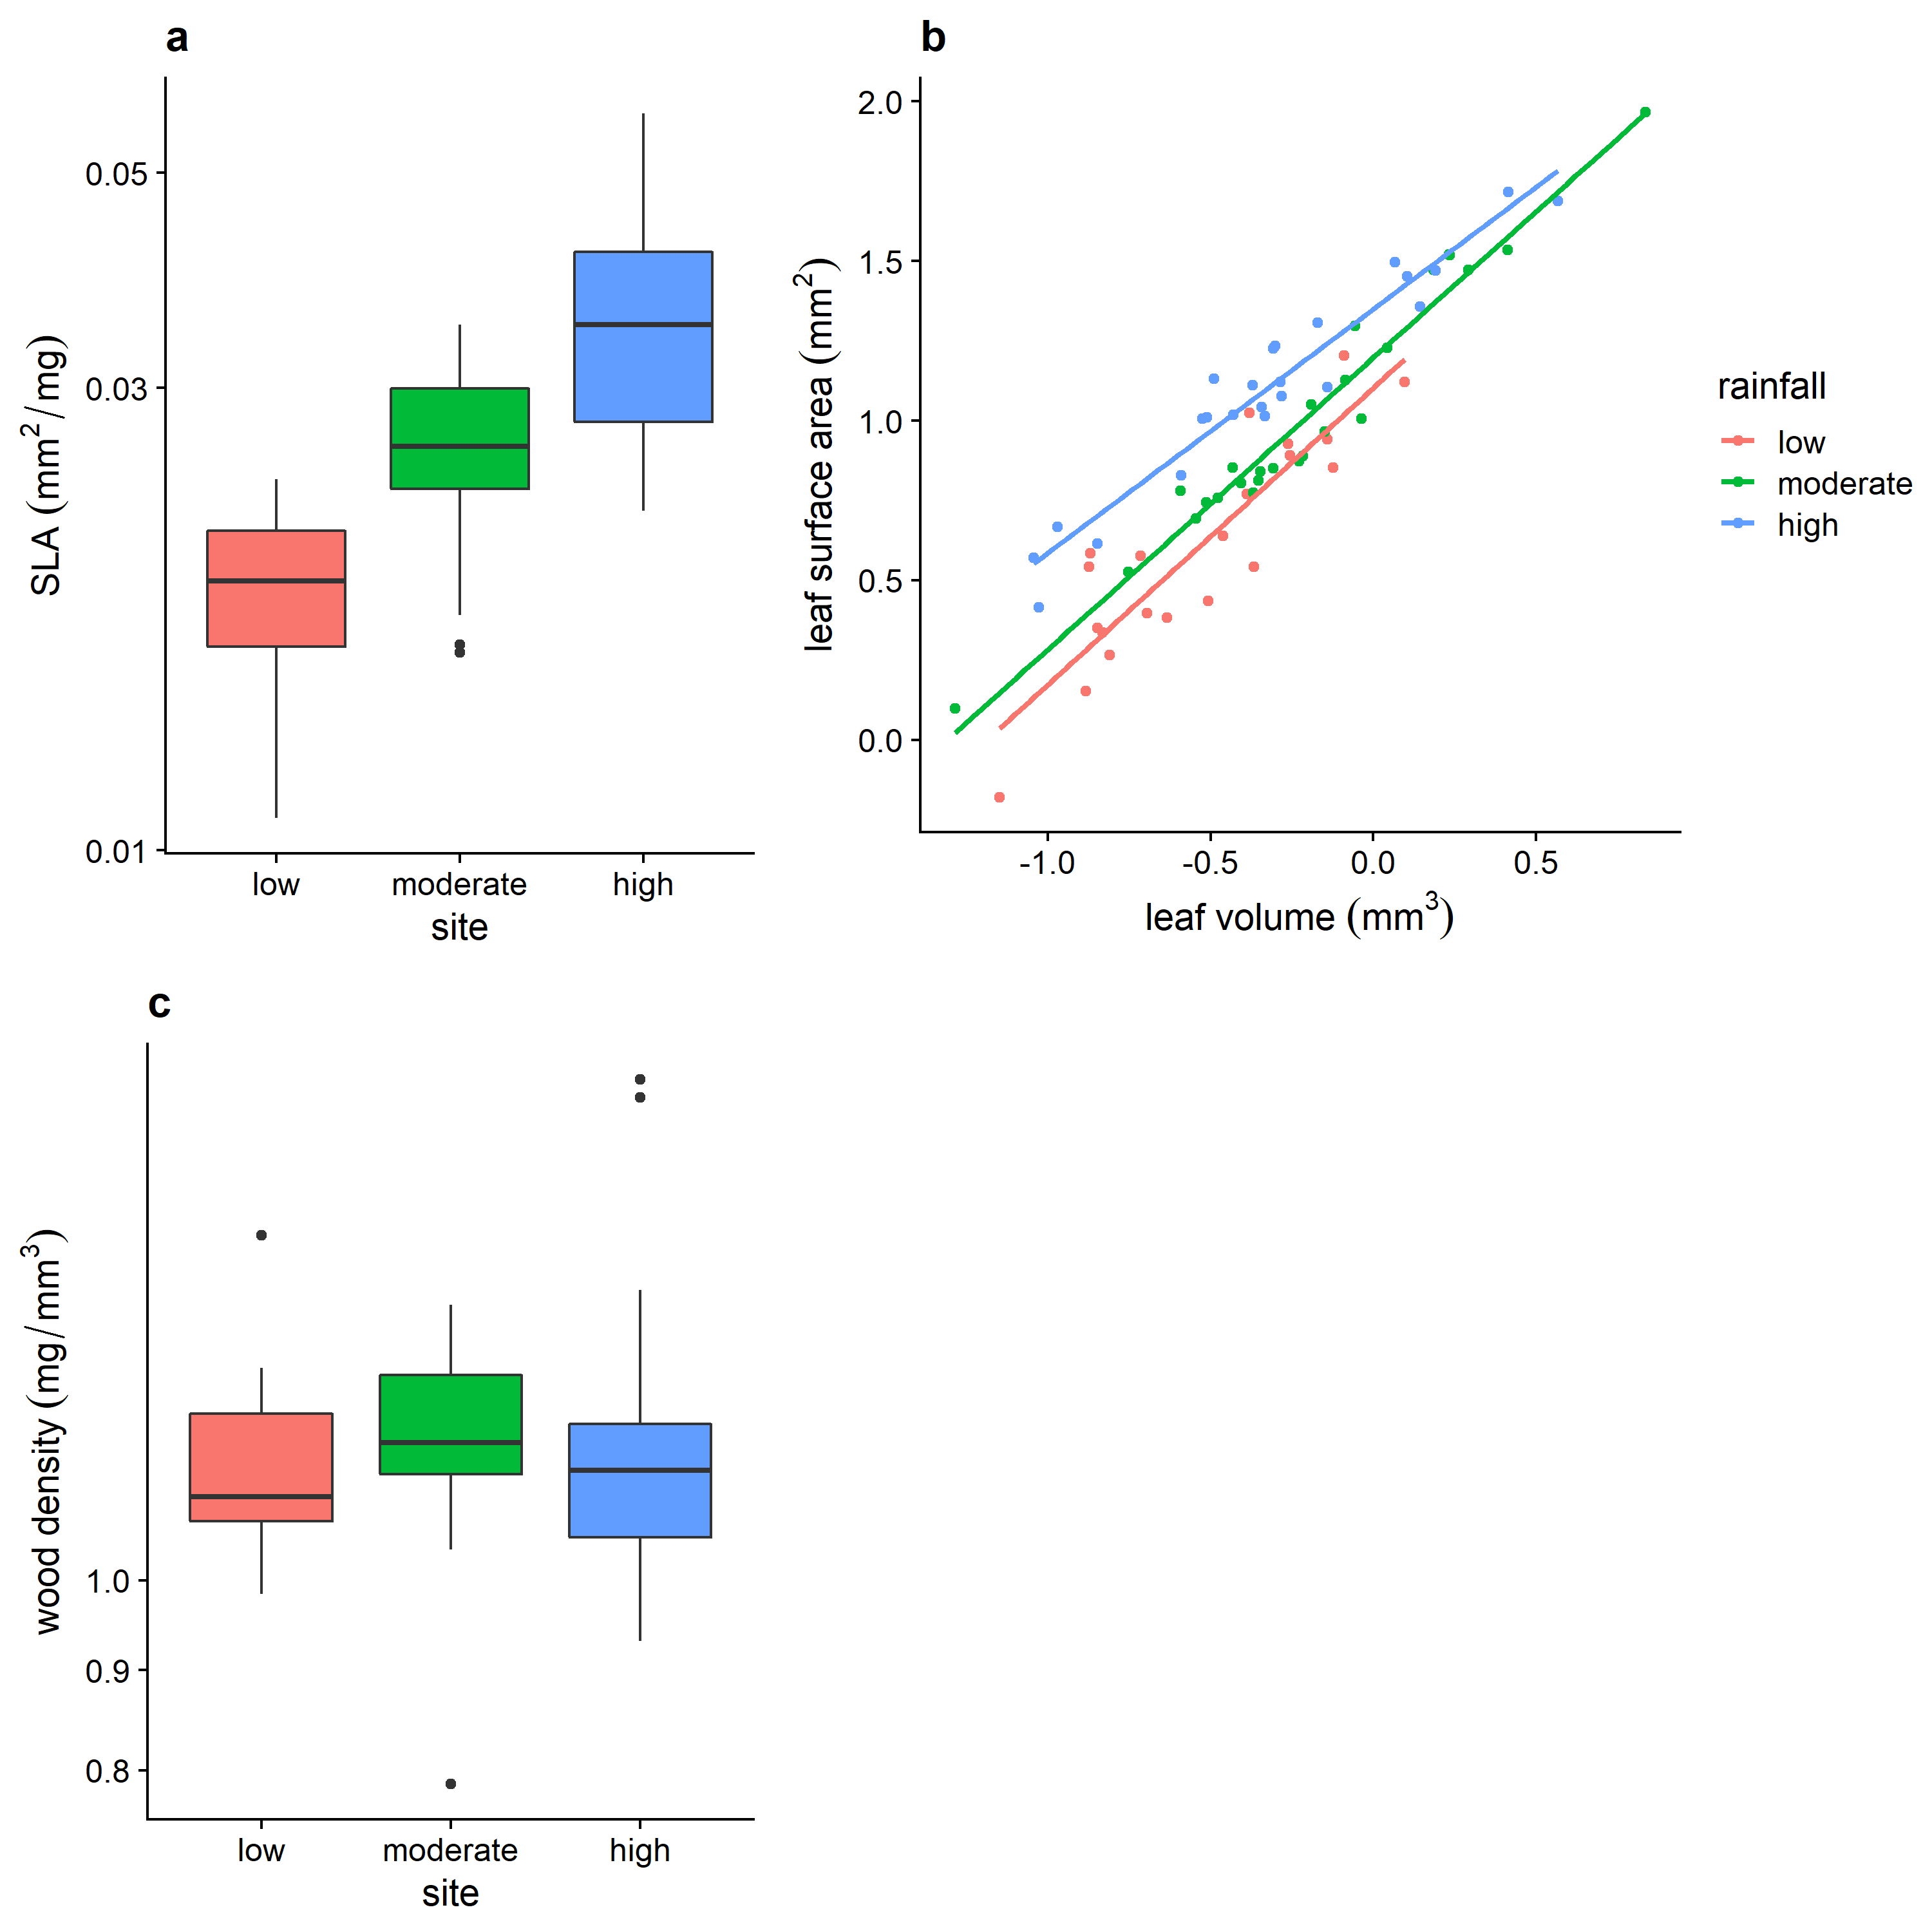 a
SLA (mm²/mg)
0.05
0.03
0.01
low moderate high
site
b
leaf surface area (mm²)
2.0
1.5
1.0
0.5
0.0
-1.0 -0.5 0.0 0.5
leaf volume (mm³)
rainfall
low
moderate
high
c
wood density (mg/mm³)
1.0
0.9
0.8
low moderate high
site